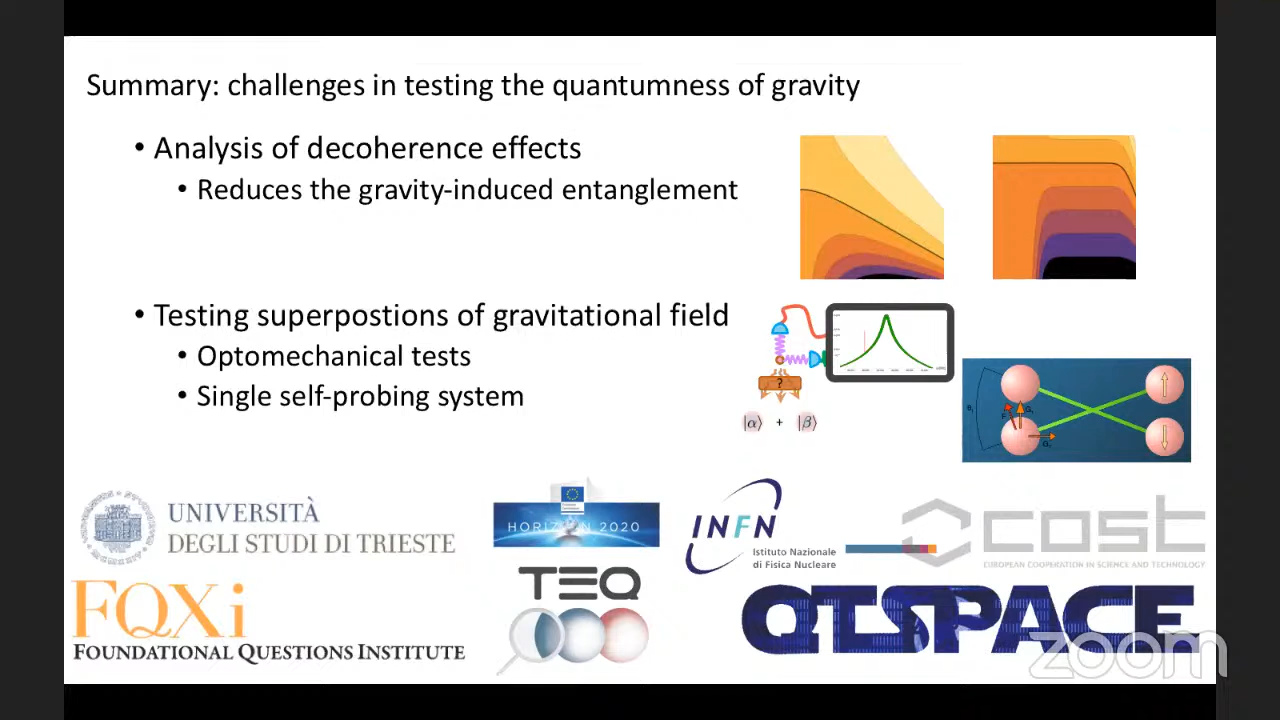 Summary: challenges in testing the quantumness of gravity
• Analysis of decoherence effects
• Reduces the gravity-induced entanglement
• Testing superpostions of gravitational field
• Optomechanical tests
• Single self-probing system
?
|α⟩ + |β⟩
UNIVERSITÀ
DEGLI STUDI DI TRIESTE
HORIZON 2020
INFN
Istituto Nazionale
di Fisica Nucleare
cost
EUROPEAN COOPERATION IN SCIENCE AND TECHNOLOGY
FQXi
FOUNDATIONAL QUESTIONS INSTITUTE
TEQ
QTSPACE
zoom